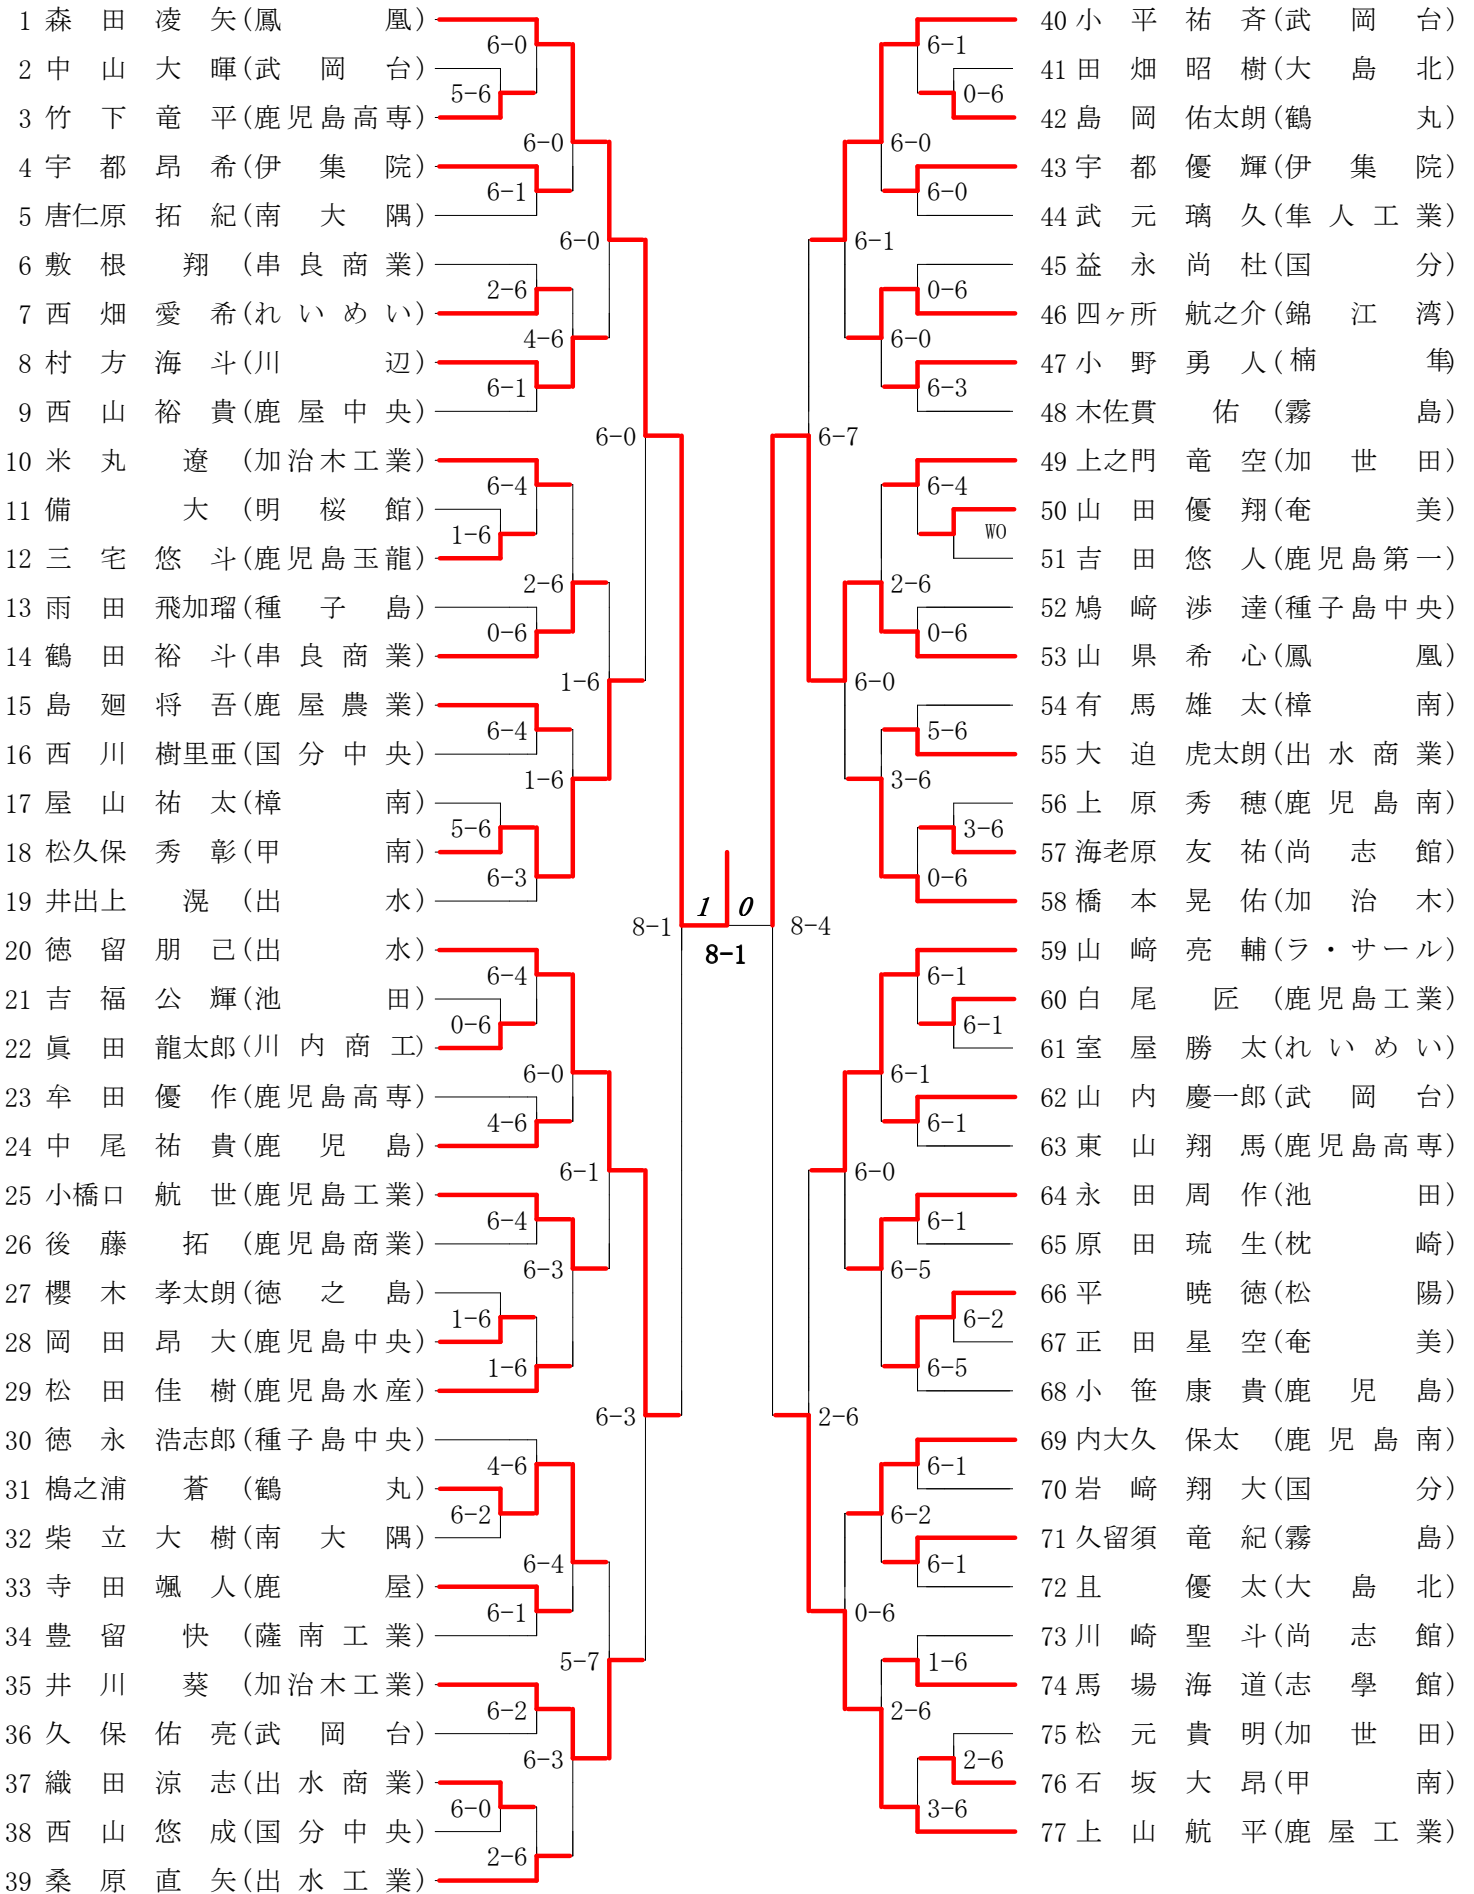 1 森田凌矢(鳳凰)
2 中山大暉(武岡台)
3 竹下竜平(鹿児島高専)
4 宇都昂希(伊集院)
5 唐仁原拓紀(南大隅)
6 敷根翔(串良商業)
7 西畑愛希(れいめい)
8 村方海斗(川辺)
9 西山裕貴(鹿屋中央)
10 米丸遼(加治木工業)
11 備大(明桜館)
12 三宅悠斗(鹿児島玉龍)
13 雨田飛加瑠(種子島)
14 鶴田裕斗(串良商業)
15 島廻将吾(鹿屋農業)
16 西川樹里亜(国分中央)
17 屋山祐太(樟南)
18 松久保秀彰(甲南)
19 井出上滉(出水)
20 徳留朋己(出水)
21 吉福公輝(池田)
22 眞田龍太郎(川内商工)
23 牟田優作(鹿児島高専)
24 中尾祐貴(鹿児島)
25 小橋口航世(鹿児島工業)
26 後藤拓(鹿児島商業)
27 櫻木孝太朗(徳之島)
28 岡田昂大(鹿児島中央)
29 松田佳樹(鹿児島水産)
30 徳永浩志郎(種子島中央)
31 樢之浦蒼(鶴丸)
32 柴立大樹(南大隅)
33 寺田颯人(鹿屋)
34 豊留快(薩南工業)
35 井川葵(加治木工業)
36 久保佑亮(武岡台)
37 織田涼志(出水商業)
38 西山悠成(国分中央)
39 桑原直矢(出水工業)
6-0
5-6
6-0
6-1
6-0
2-6
4-6
6-1
6-0
6-4
1-6
2-6
0-6
1-6
6-4
1-6
5-6
6-3
8-1
6-4
0-6
6-0
4-6
6-1
6-4
6-3
1-6
1-6
6-3
4-6
6-2
6-4
6-1
5-7
6-2
6-3
6-0
2-6
1 0
8-1
6-1
0-6
6-0
6-0
6-1
0-6
6-0
6-3
6-7
6-4
WO
2-6
0-6
6-0
5-6
3-6
3-6
0-6
8-4
6-1
6-1
6-1
6-1
6-0
6-1
6-5
6-2
6-5
2-6
6-1
6-2
6-1
0-6
1-6
2-6
2-6
3-6
40 小平祐斉(武岡台)
41 田畑昭樹(大島北)
42 島岡佑太朗(鶴丸)
43 宇都優輝(伊集院)
44 武元璃久(隼人工業)
45 益永尚杜(国分)
46 四ヶ所航之介(錦江湾)
47 小野勇人(楠隼)
48 木佐貫佑(霧島)
49 上之門竜空(加世田)
50 山田優翔(奄美)
51 吉田悠人(鹿児島第一)
52 鳩﨑渉達(種子島中央)
53 山県希心(鳳凰)
54 有馬雄太(樟南)
55 大迫虎太朗(出水商業)
56 上原秀穂(鹿児島南)
57 海老原友祐(尚志館)
58 橋本晃佑(加治木)
59 山﨑亮輔(ラ・サール)
60 白尾匠(鹿児島工業)
61 室屋勝太(れいめい)
62 山内慶一郎(武岡台)
63 東山翔馬(鹿児島高専)
64 永田周作(池田)
65 原田琉生(枕崎)
66 平暁徳(松陽)
67 正田星空(奄美)
68 小笹康貴(鹿児島)
69 内大久保太(鹿児島南)
70 岩﨑翔大(国分)
71 久留須竜紀(霧島)
72 且優太(大島北)
73 川崎聖斗(尚志館)
74 馬場海道(志學館)
75 松元貴明(加世田)
76 石坂大昂(甲南)
77 上山航平(鹿屋工業)